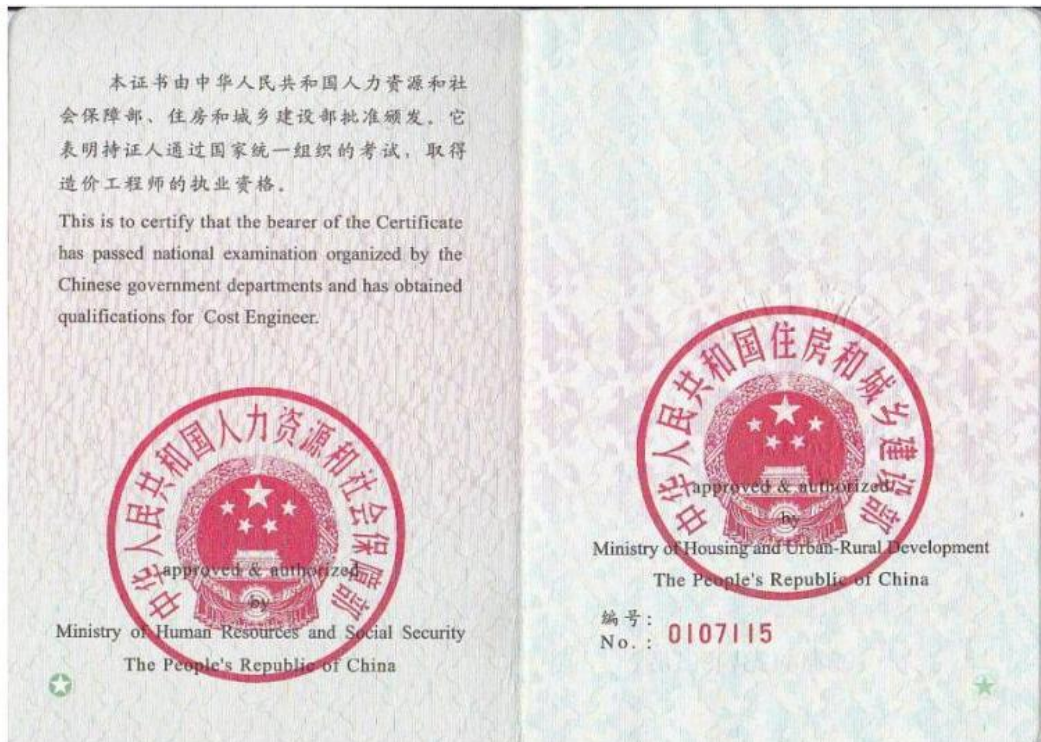 本证书由中华人民共和国人力资源和社
会保障部、住房和城乡建设部批准颁发。它
表明持证人通过国家统一组织的考试，取得
造价工程师的执业资格。
This is to certify that the bearer of the Certificate
has passed national examination organized by the
Chinese government departments and has obtained
qualifications for Cost Engineer.
中华人民共和国人力资源和社会保障部
approved & authorized
by
Ministry of Human Resources and Social Security
The People's Republic of China
中华人民共和国住房和城乡建设部
approved & authorized
by
Ministry of Housing and Urban-Rural Development
The People's Republic of China
编号：
No.: 0107115